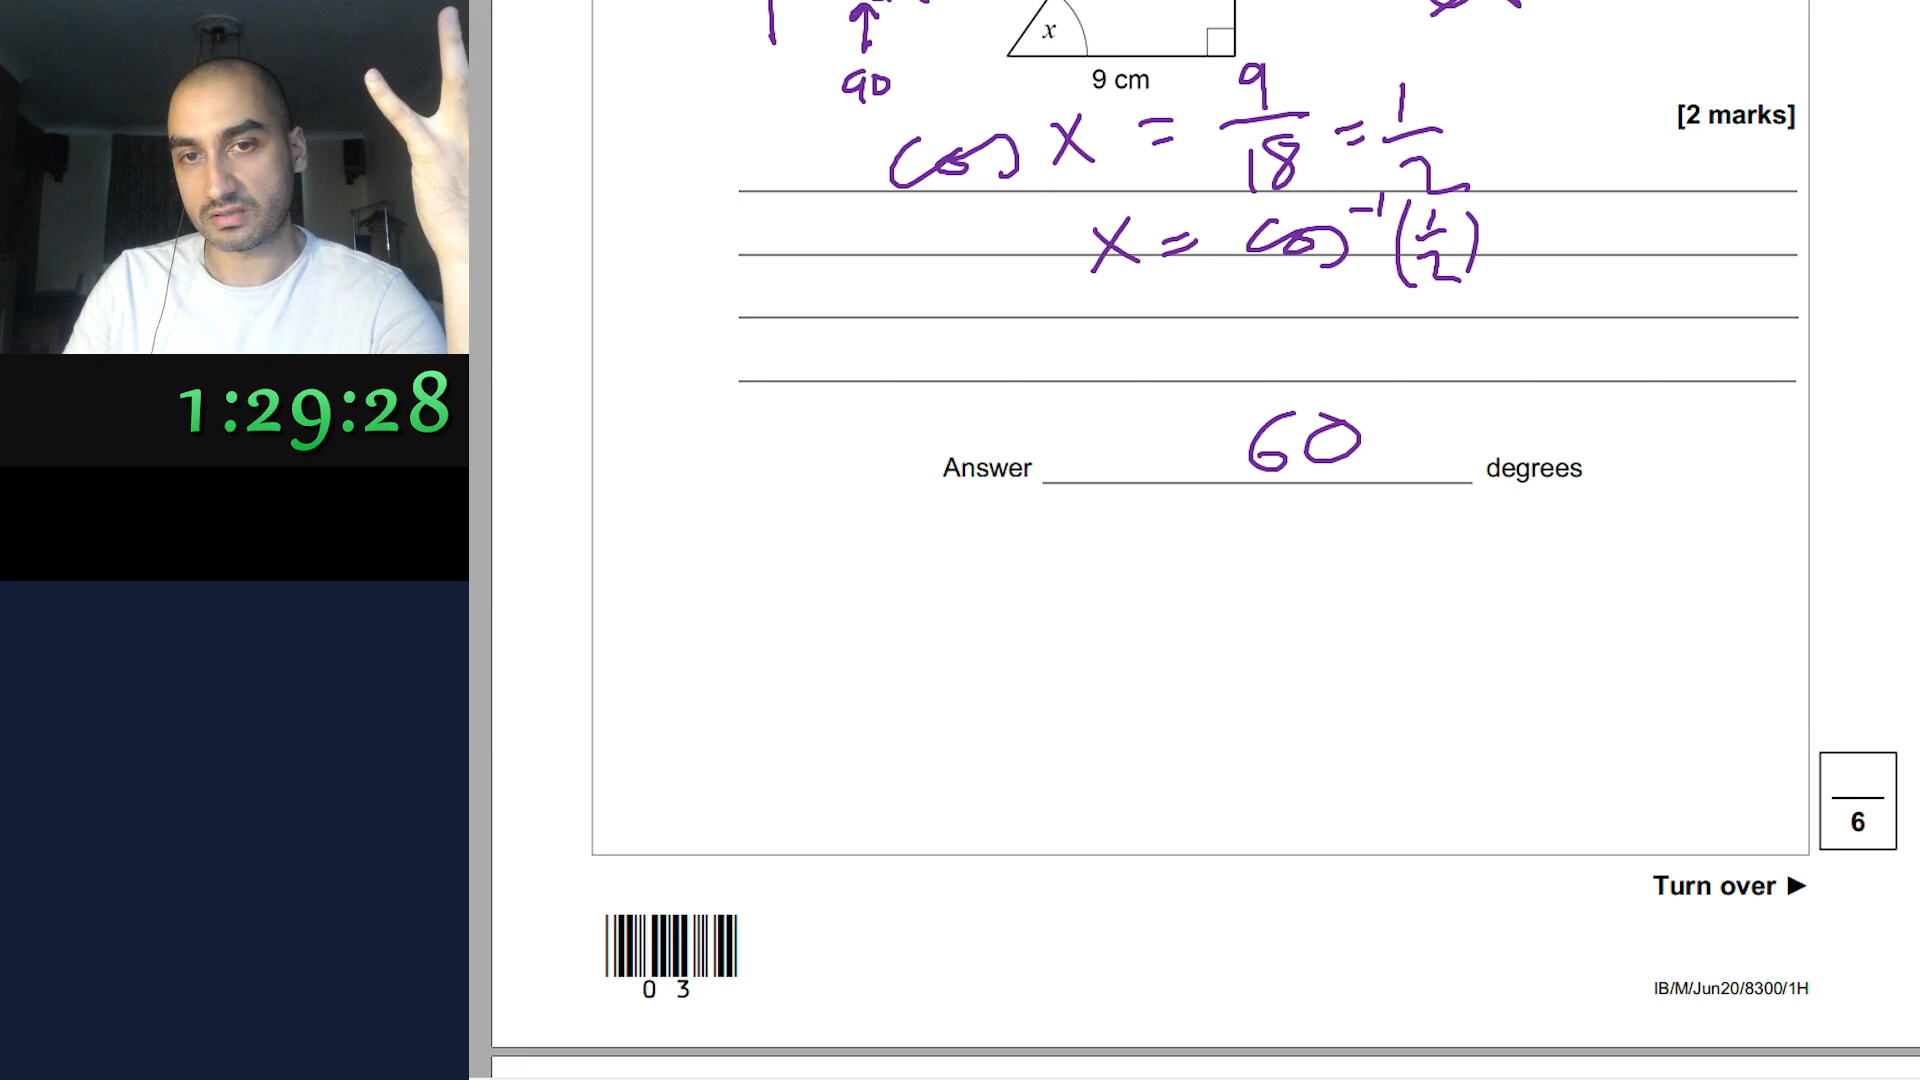 x
90
9 cm
cos x = 9/18 = 1/2
[2 marks]
x = cos⁻¹(1/2)
1:29:28
60
Answer degrees
6
Turn over ►
0 3
IB/M/Jun20/8300/1H